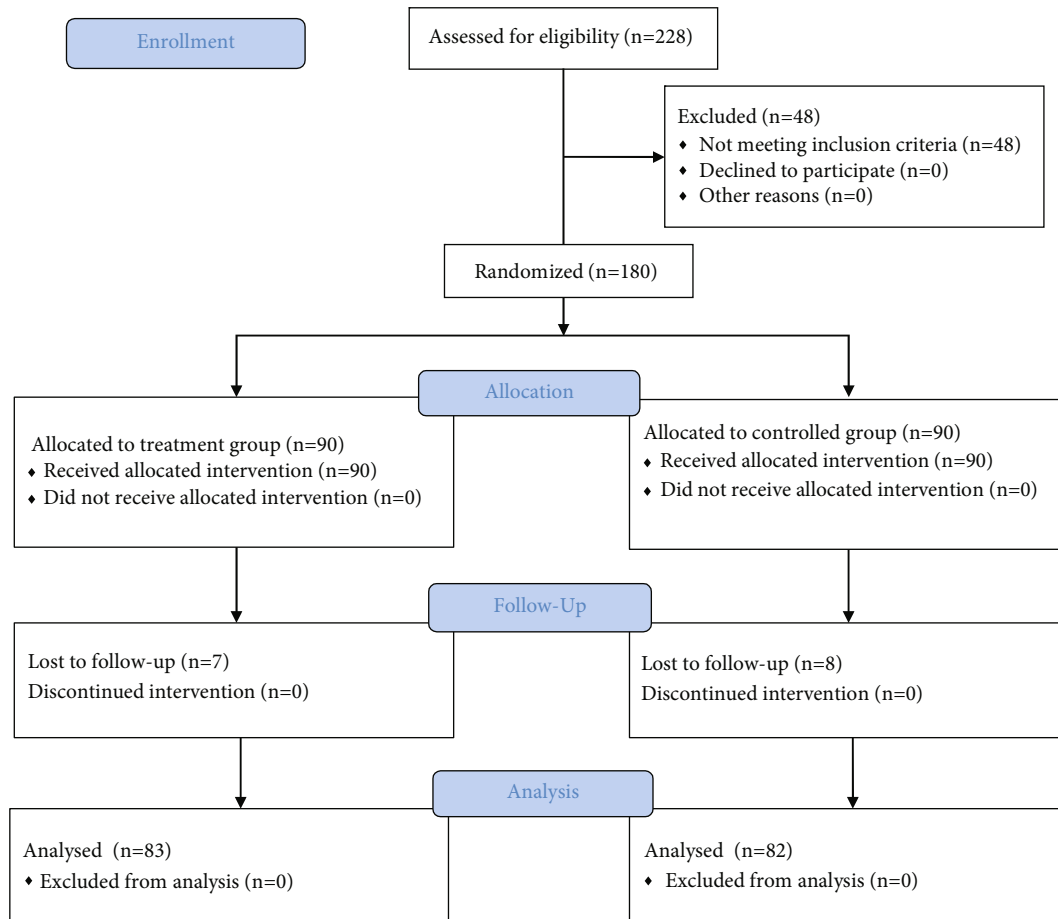 Enrollment
Assessed for eligibility (n=228)
Excluded (n=48)
♦ Not meeting inclusion criteria (n=48)
♦ Declined to participate (n=0)
♦ Other reasons (n=0)
Randomized (n=180)
Allocation
Allocated to treatment group (n=90)
♦ Received allocated intervention (n=90)
♦ Did not receive allocated intervention (n=0)
Allocated to controlled group (n=90)
♦ Received allocated intervention (n=90)
♦ Did not receive allocated intervention (n=0)
Follow-Up
Lost to follow-up (n=7)
Discontinued intervention (n=0)
Lost to follow-up (n=8)
Discontinued intervention (n=0)
Analysis
Analysed (n=83)
♦ Excluded from analysis (n=0)
Analysed (n=82)
♦ Excluded from analysis (n=0)